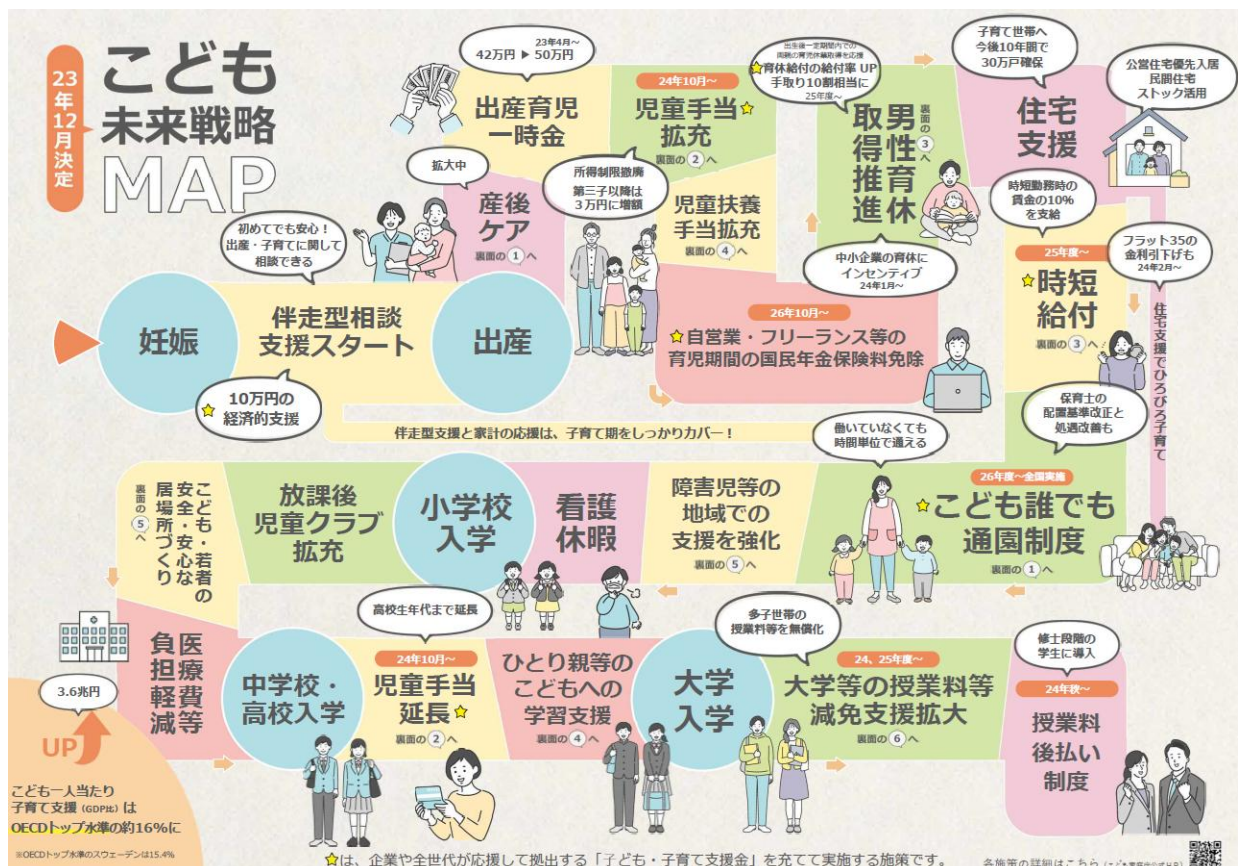 23年12月決定
こども
未来戦略
MAP
23年4月～
42万円 ▶ 50万円
出産育児
一時金
24年10月～
児童手当☆
拡充
裏面の②へ
所得制限撤廃
第三子以降は
3万円に増額
児童扶養
手当拡充
裏面の④へ
出生後一定期間内での
両親の育児休業取得を応援
☆育休給付の給付率 UP
手取り10割相当に
25年度～
男性育休
取得推進
裏面の③へ
中小企業の育休に
インセンティブ
24年1月～
子育て世帯へ
今後10年間で
30万戸確保
住宅
支援
公営住宅優先入居
民間住宅
ストック活用
時短勤務時の
賃金の10%
を支給
25年度～
☆時短
給付
裏面の③へ
フラット35の
金利引下げも
24年2月～
住宅支援でひろびろ子育て
拡大中
産後
ケア
裏面の①へ
初めてでも安心！
出産・子育てに関して
相談できる
妊娠
伴走型相談
支援スタート
出産
☆10万円の
経済的支援
26年10月～
☆自営業・フリーランス等の
育児期間の国民年金保険料免除
伴走型支援と家計の応援は、子育て期をしっかりカバー！
保育士の
配置基準改正と
処遇改善も
働いていなくても
時間単位で通える
26年度～全国実施
☆こども誰でも
通園制度
裏面の①へ
障害児等の
地域での
支援を強化
裏面の⑤へ
看護
休暇
小学校
入学
放課後
児童クラブ
拡充
こども・若者の
安全・安心な
居場所づくり
裏面の⑤へ
医療費等
負担軽減
中学校・
高校入学
高校生年代まで延長
24年10月～
児童手当
延長☆
裏面の②へ
ひとり親等の
こどもへの
学習支援
裏面の④へ
大学
入学
多子世帯の
授業料等を無償化
24、25年度～
大学等の授業料等
減免支援拡大
裏面の⑥へ
修士段階の
学生に導入
24年秋～
授業料
後払い
制度
3.6兆円
UP
こども一人当たり
子育て支援（GDP比）は
OECDトップ水準の約16%に
※OECDトップ水準のスウェーデンは15.4%
☆は、企業や全世代が応援して拠出する「子ども・子育て支援金」を充てて実施する施策です。
各施策の詳細はこちら（こども家庭庁公式HP）